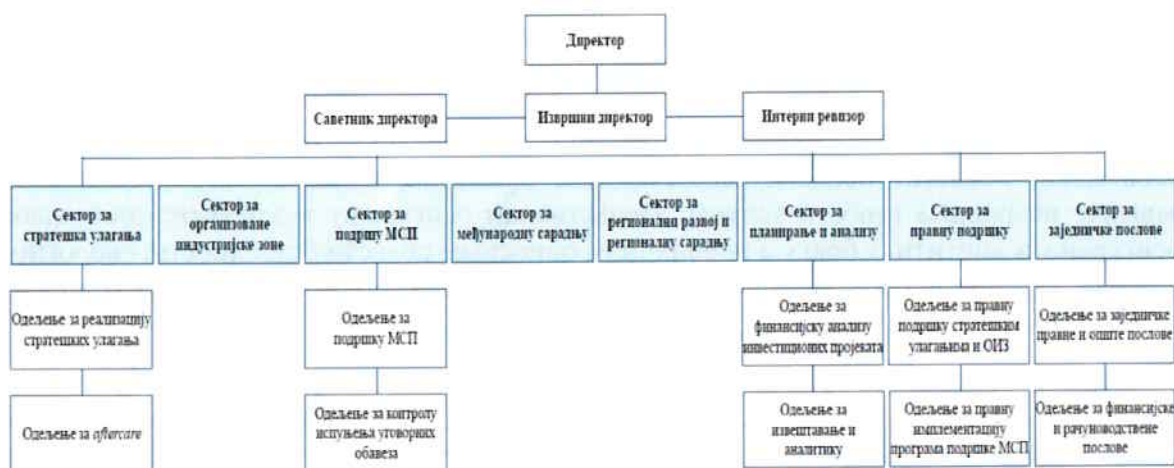 Директор
Саветник директора
Извршни директор
Интерни ревизор
Сектор за
стратешка улагања
Сектор за
организоване
индустријске зоне
Сектор за
подршу МСП
Сектор за
међународну сарадњу
Сектор за
регионални развој и
регионалну сарадњу
Сектор за
планирање и анализу
Сектор за
правну подршку
Сектор за
заједничке послове
Одељење за реализацију
стратешких улагања
Одељење за
подршку МСП
Одељење за
финансијску анализу
инвестиционих пројеката
Одељење за правну
подршку стратешким
улагањима и ОИЗ
Одељење за заједничке
правне и опште послове
Одељење за aftercare
Одељење за контролу
испуњења уговорних
обавеза
Одељење за
извештавање и
аналитику
Одељење за правну
имплементацију
програма подршке МСП
Одељење за финансијске
и рачуноводствене
послове